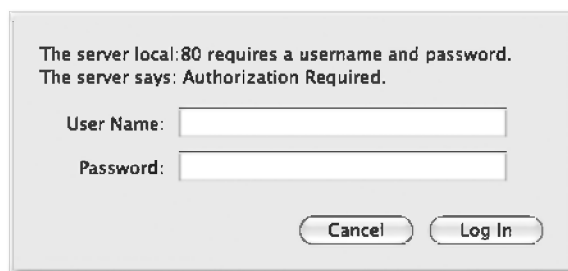 The server local:80 requires a username and password.
The server says: Authorization Required.
User Name:
Password:
Cancel
Log In